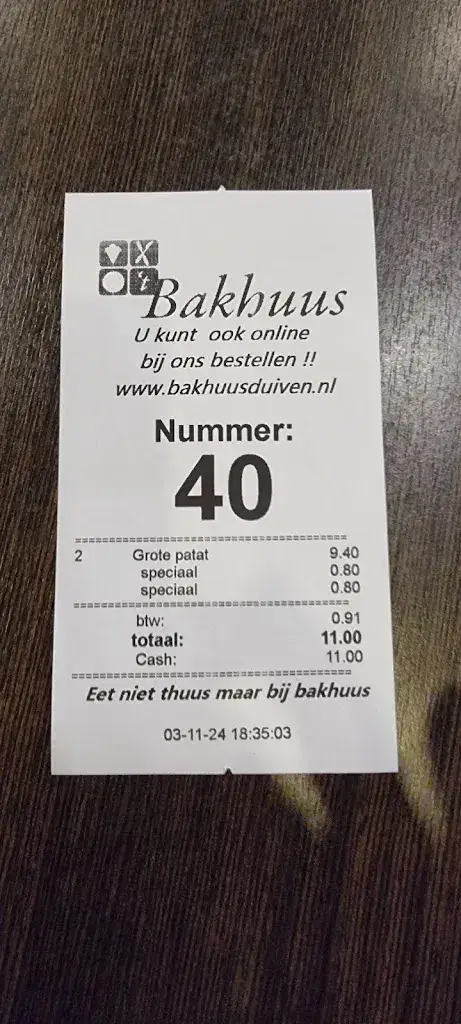 Bakhuus
U kunt ook online
bij ons bestellen !!
www.bakhuusduiven.nl
Nummer:
40
========================================
2 Grote patat 9.40
speciaal 0.80
speciaal 0.80
========================================
btw: 0.91
totaal: 11.00
Cash: 11.00
========================================
Eet niet thuus maar bij bakhuus
03-11-24 18:35:03